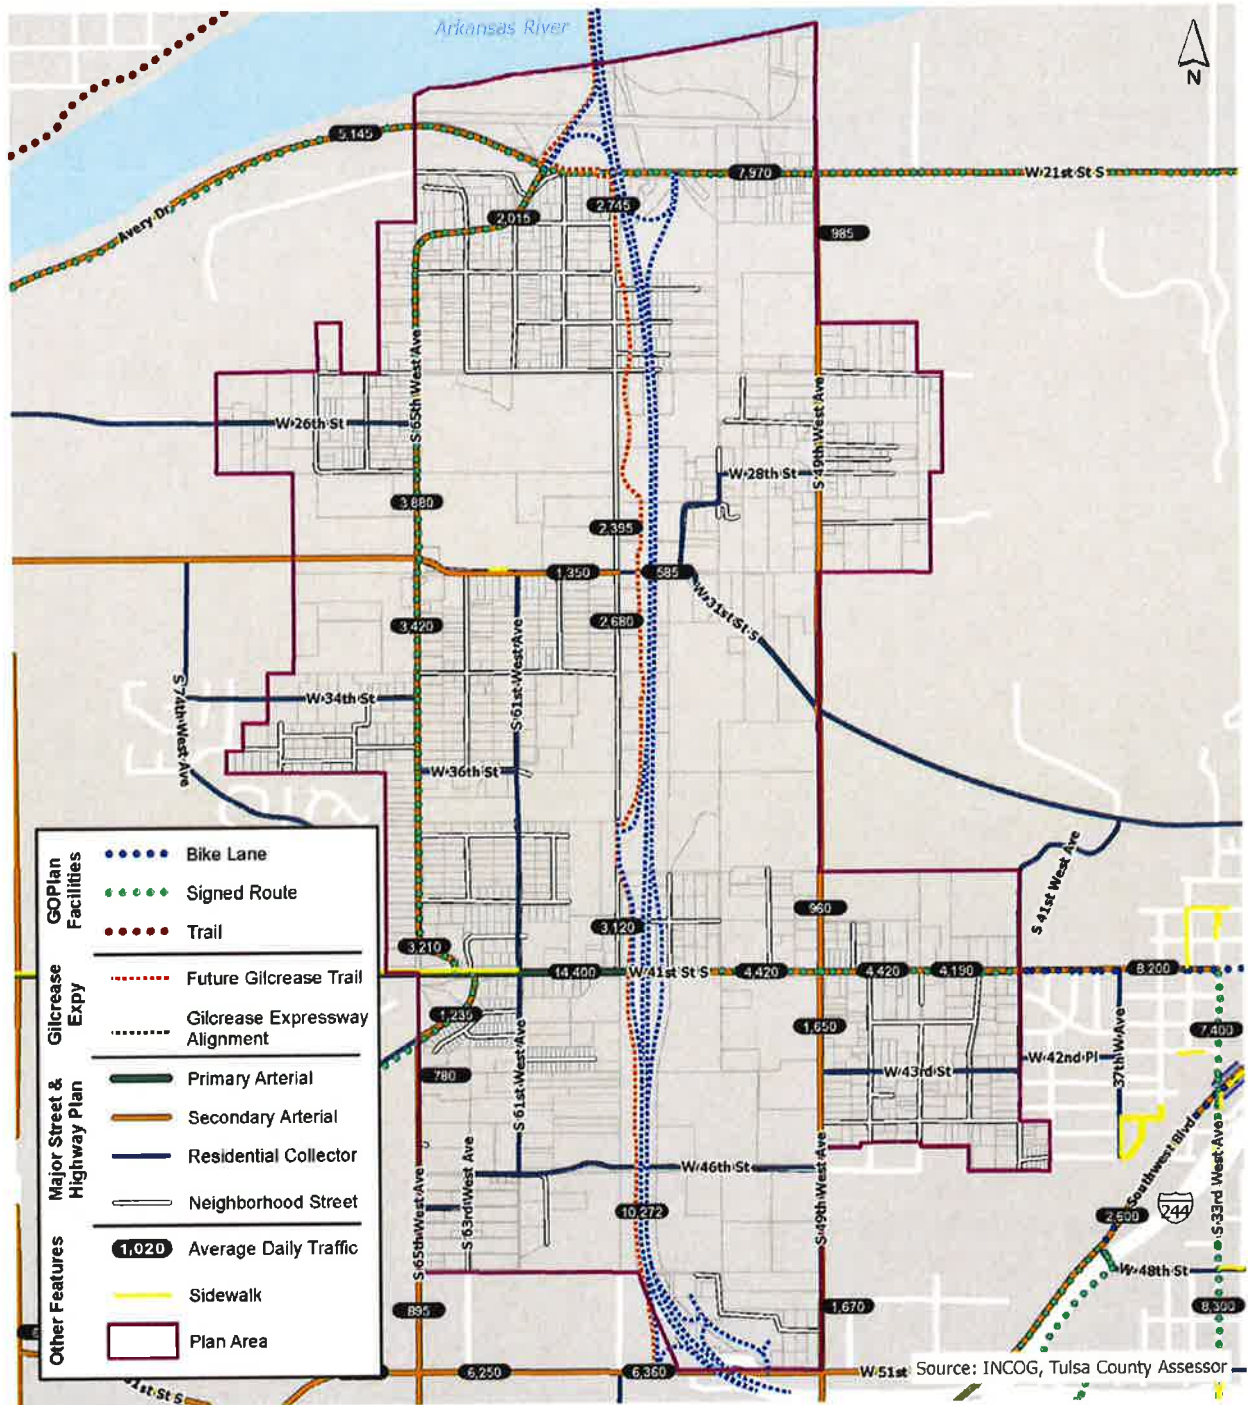 Arkansas River
N
5,145
7,970
W 21st St S
Avery Dr
2,015
2,745
985
S 65th West Ave
S 49th West Ave
W 26th St
W 28th St
3,880
2,395
1,350
585
W 31st St S
3,420
2,680
S 61st West Ave
S 74th West Ave
W 34th St
W 36th St
S 41st West Ave
960
3,120
3,210
14,400
W 41st St S
4,420
4,420
4,190
8,200
1,235
1,650
7,400
W 42nd Pl
37th W Ave
W 43rd St
780
S 61st West Ave
S 63rd West Ave
S 65th West Ave
W 46th St
S 49th West Ave
10,272
Southwest Blvd
S 33rd West Ave
244
2,600
W 48th St
895
1,670
8,300
6,250
6,360
W 51st
Source: INCOG, Tulsa County Assessor
51st St S
GOPlan Facilities
Bike Lane
Signed Route
Trail
Gilcrease Expy
Future Gilcrease Trail
Gilcrease Expressway
Alignment
Major Street & Highway Plan
Primary Arterial
Secondary Arterial
Residential Collector
Neighborhood Street
Other Features
1,020
Average Daily Traffic
Sidewalk
Plan Area